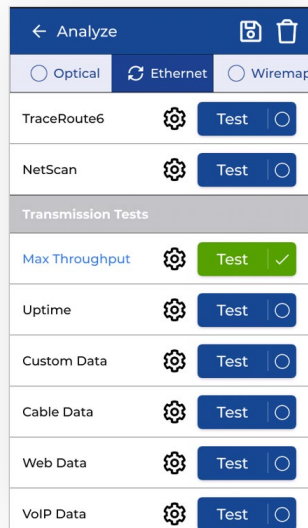 Analyze
Optical Ethernet Wiremap
TraceRoute6 Test
NetScan Test
Transmission Tests
Max Throughput Test
Uptime Test
Custom Data Test
Cable Data Test
Web Data Test
VoIP Data Test